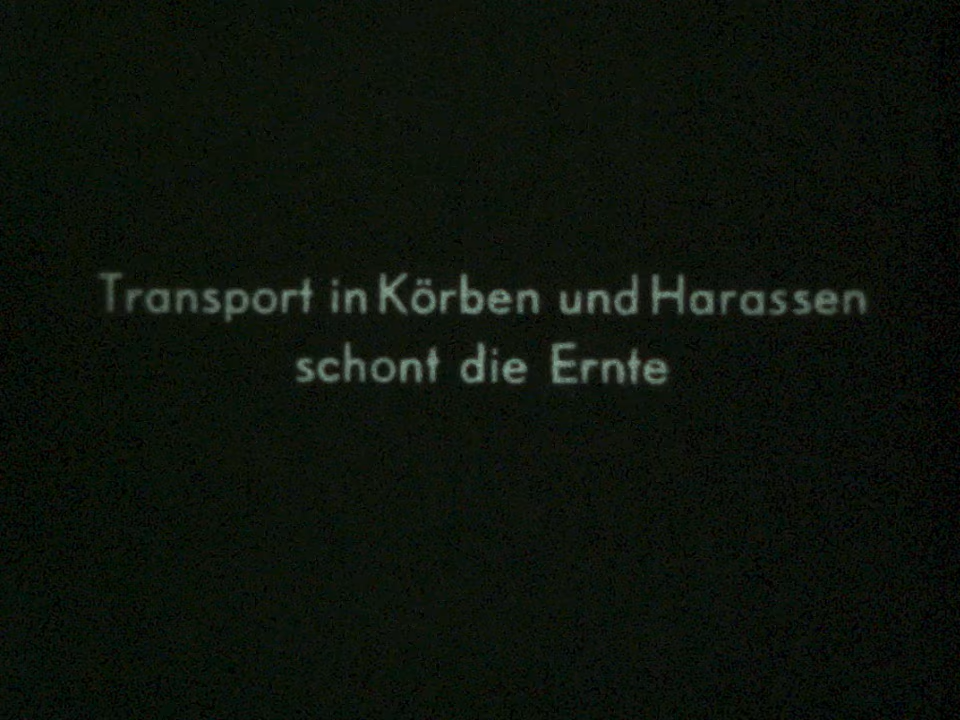 Transport in Körben und Harassen
schont die Ernte